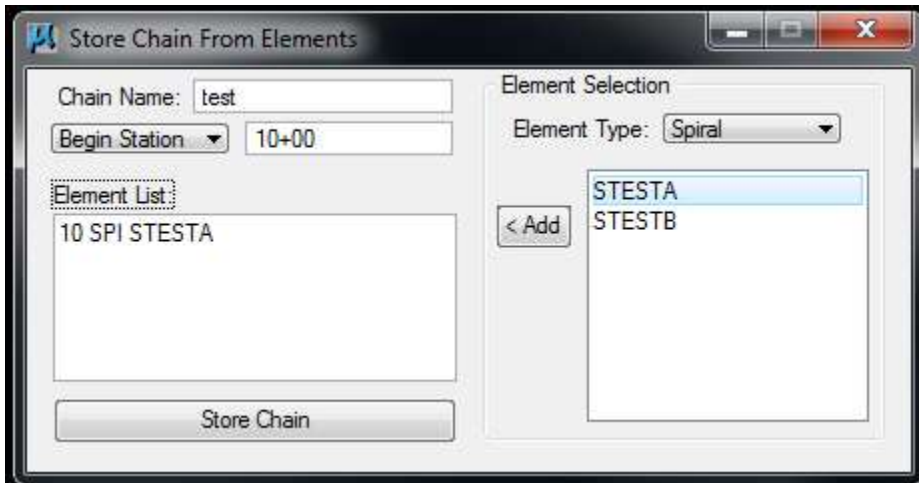 Store Chain From Elements
Chain Name: test
Begin Station 10+00
Element List:
10 SPI STESTA
Store Chain
Element Selection
Element Type: Spiral
< Add
STESTA
STESTB